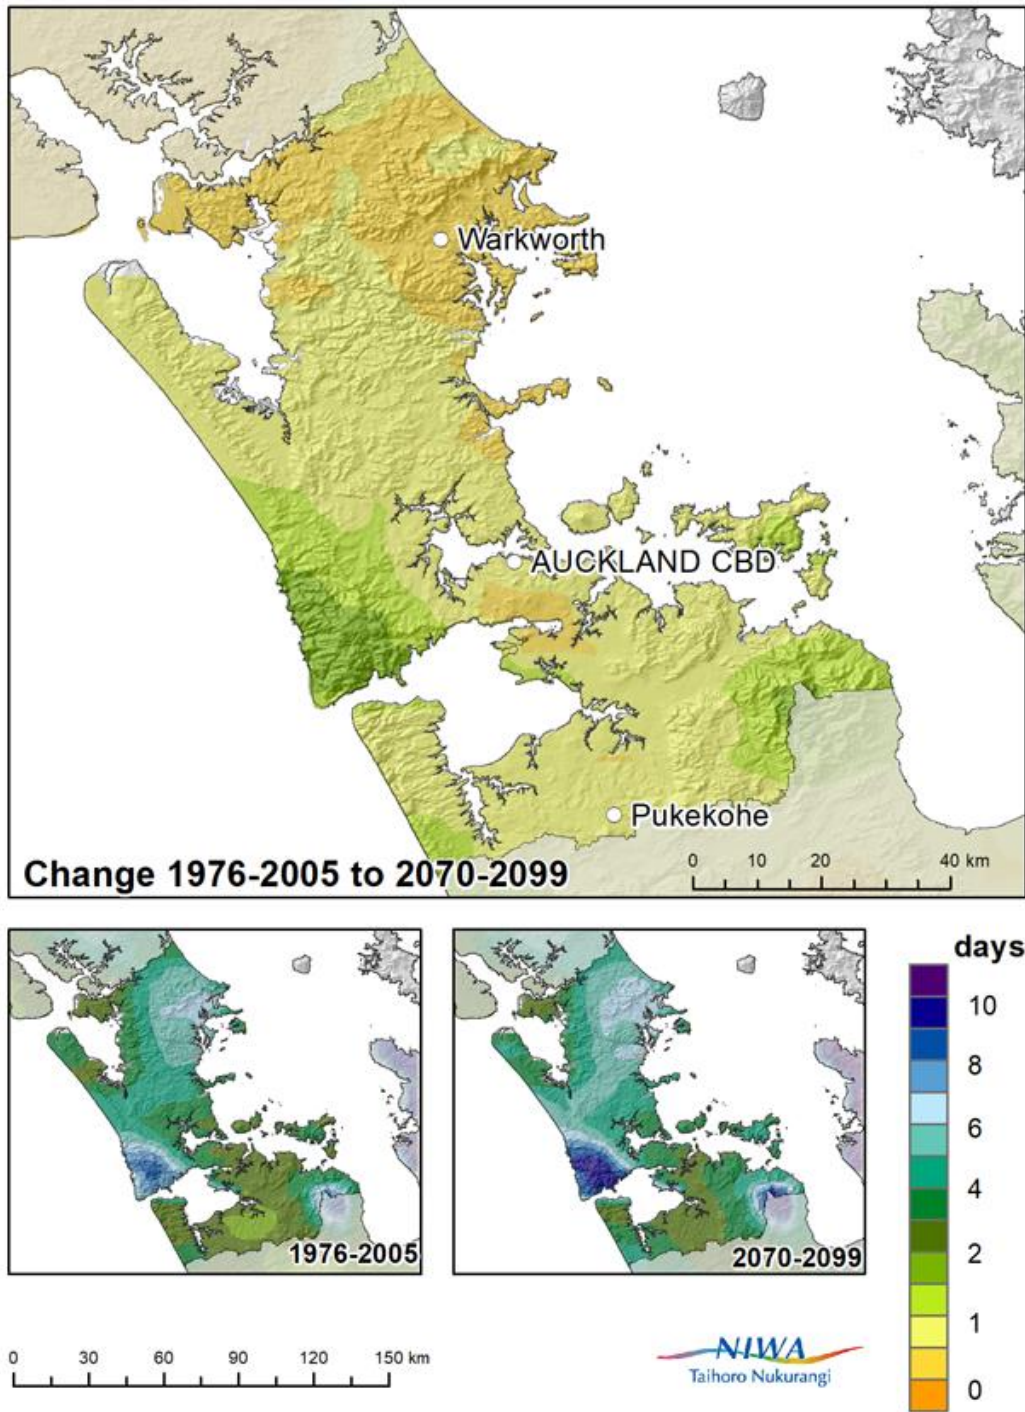 Warkworth
AUCKLAND CBD
Pukekohe
Change 1976-2005 to 2070-2099
0 10 20 40 km
1976-2005
2070-2099
days
10
8
6
4
2
1
0
0 30 60 90 120 150 km
NIWA
Taihoro Nukurangi